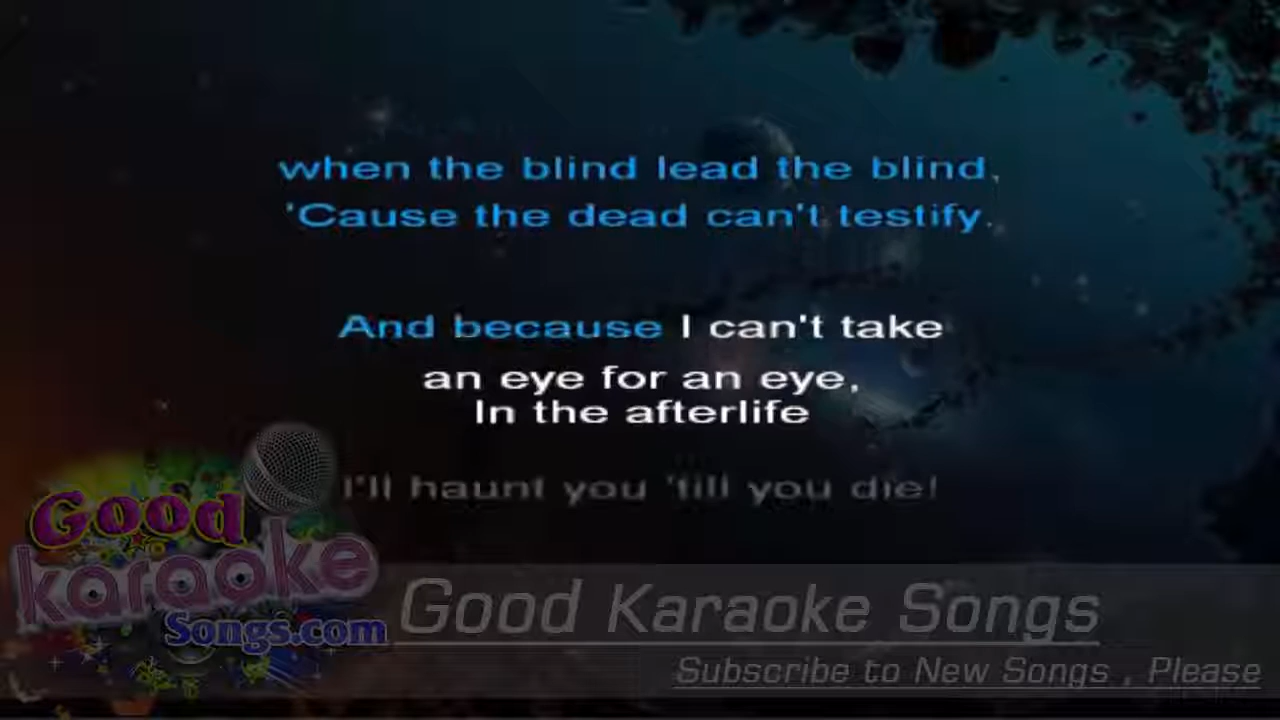 when the blind lead the blind,
'Cause the dead can't testify.
And because I can't take
an eye for an eye,
In the afterlife
I'll haunt you 'till you die!
Good
karaoke
Songs.com
Good Karaoke Songs
Subscribe to New Songs , Please